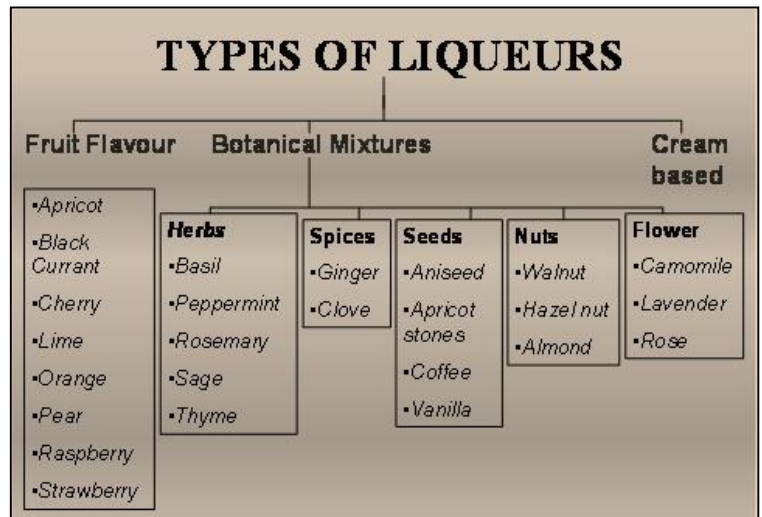 TYPES OF LIQUEURS
Fruit Flavour
Botanical Mixtures
Cream
based
▪Apricot
▪Black
Currant
▪Cherry
▪Lime
▪Orange
▪Pear
▪Raspberry
▪Strawberry
Herbs
▪Basil
▪Peppermint
▪Rosemary
▪Sage
▪Thyme
Spices
▪Ginger
▪Clove
Seeds
▪Aniseed
▪Apricot
stones
▪Coffee
▪Vanilla
Nuts
▪Walnut
▪Hazel nut
▪Almond
Flower
▪Camomile
▪Lavender
▪Rose